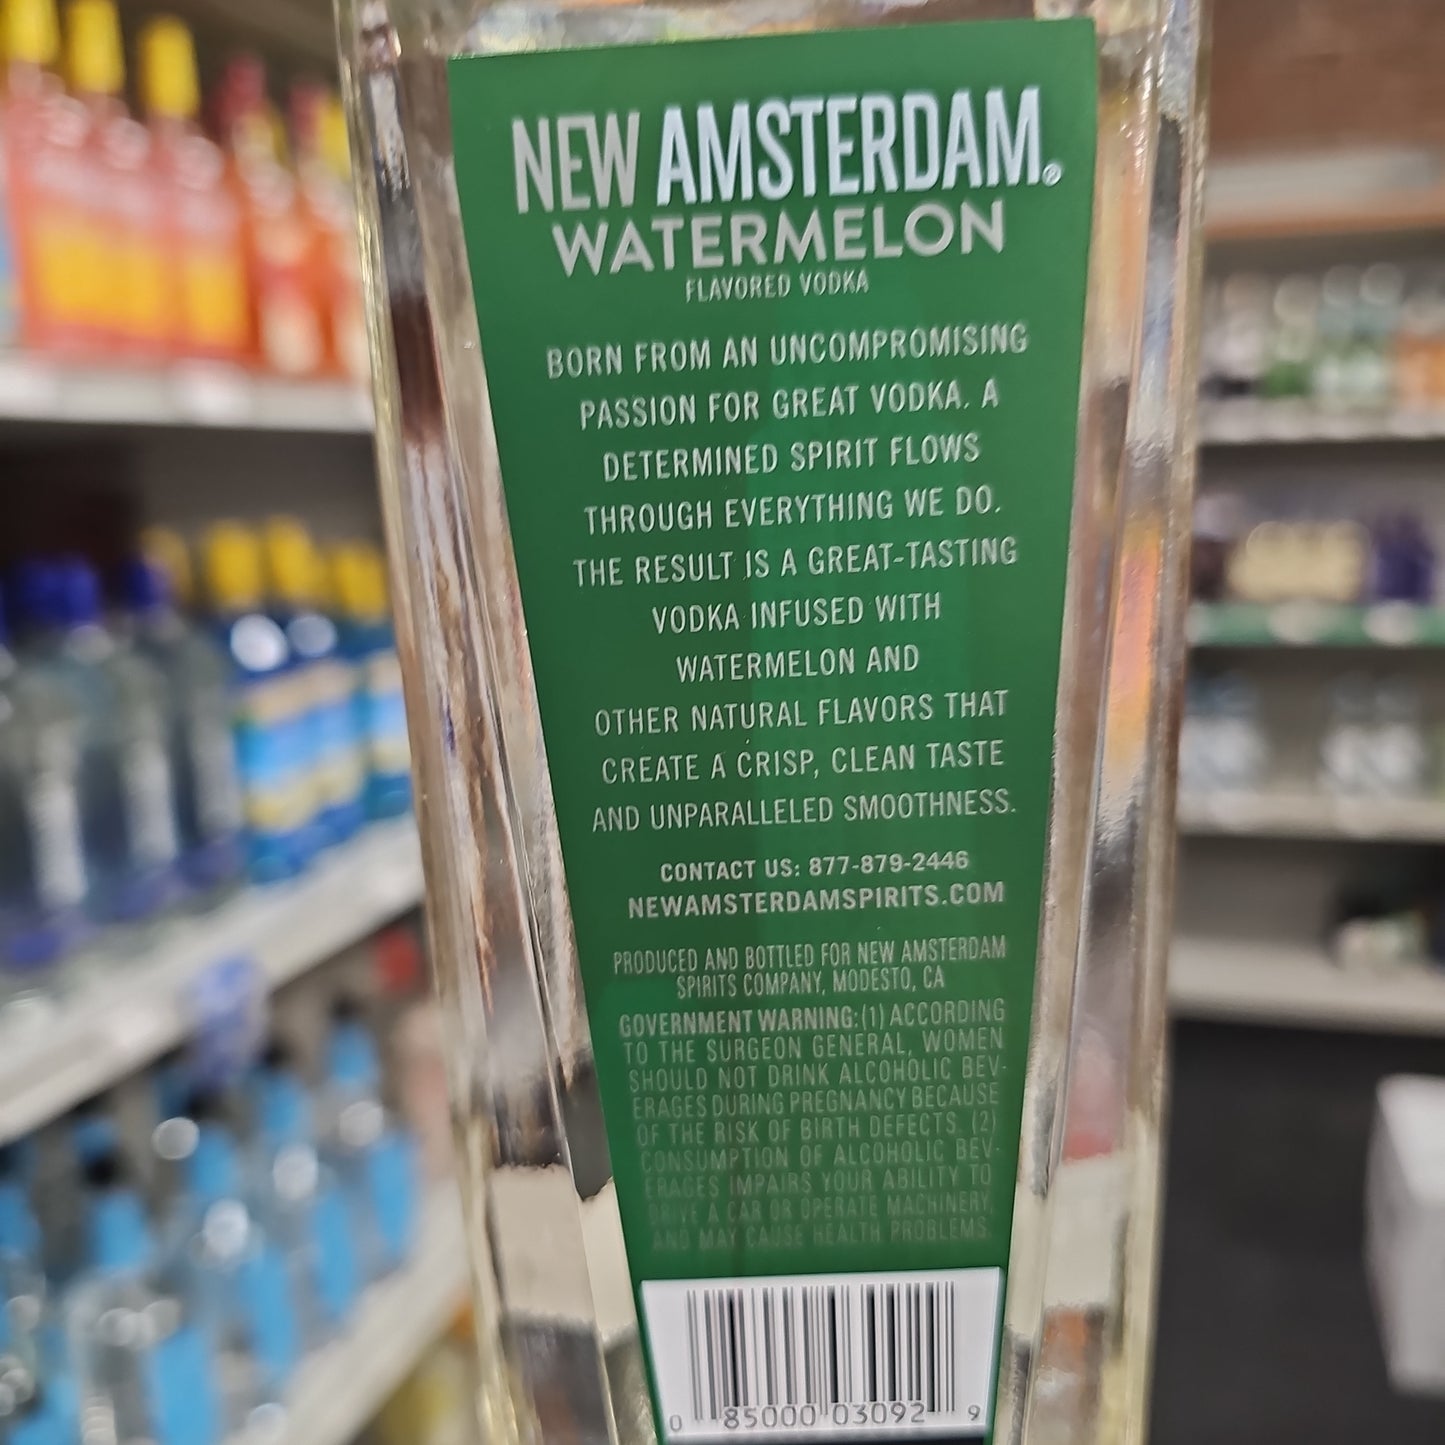 NEW AMSTERDAM®
WATERMELON
FLAVORED VODKA
BORN FROM AN UNCOMPROMISING
PASSION FOR GREAT VODKA. A
DETERMINED SPIRIT FLOWS
THROUGH EVERYTHING WE DO.
THE RESULT IS A GREAT-TASTING
VODKA INFUSED WITH
WATERMELON AND
OTHER NATURAL FLAVORS THAT
CREATE A CRISP, CLEAN TASTE
AND UNPARALLELED SMOOTHNESS.
CONTACT US: 877-879-2446
NEWAMSTERDAMSPIRITS.COM
PRODUCED AND BOTTLED FOR NEW AMSTERDAM
SPIRITS COMPANY, MODESTO, CA
GOVERNMENT WARNING: (1) ACCORDING
TO THE SURGEON GENERAL, WOMEN
SHOULD NOT DRINK ALCOHOLIC BEV-
ERAGES DURING PREGNANCY BECAUSE
OF THE RISK OF BIRTH DEFECTS. (2)
CONSUMPTION OF ALCOHOLIC BEV-
ERAGES IMPAIRS YOUR ABILITY TO
DRIVE A CAR OR OPERATE MACHINERY,
AND MAY CAUSE HEALTH PROBLEMS.
0 85000 03092 9